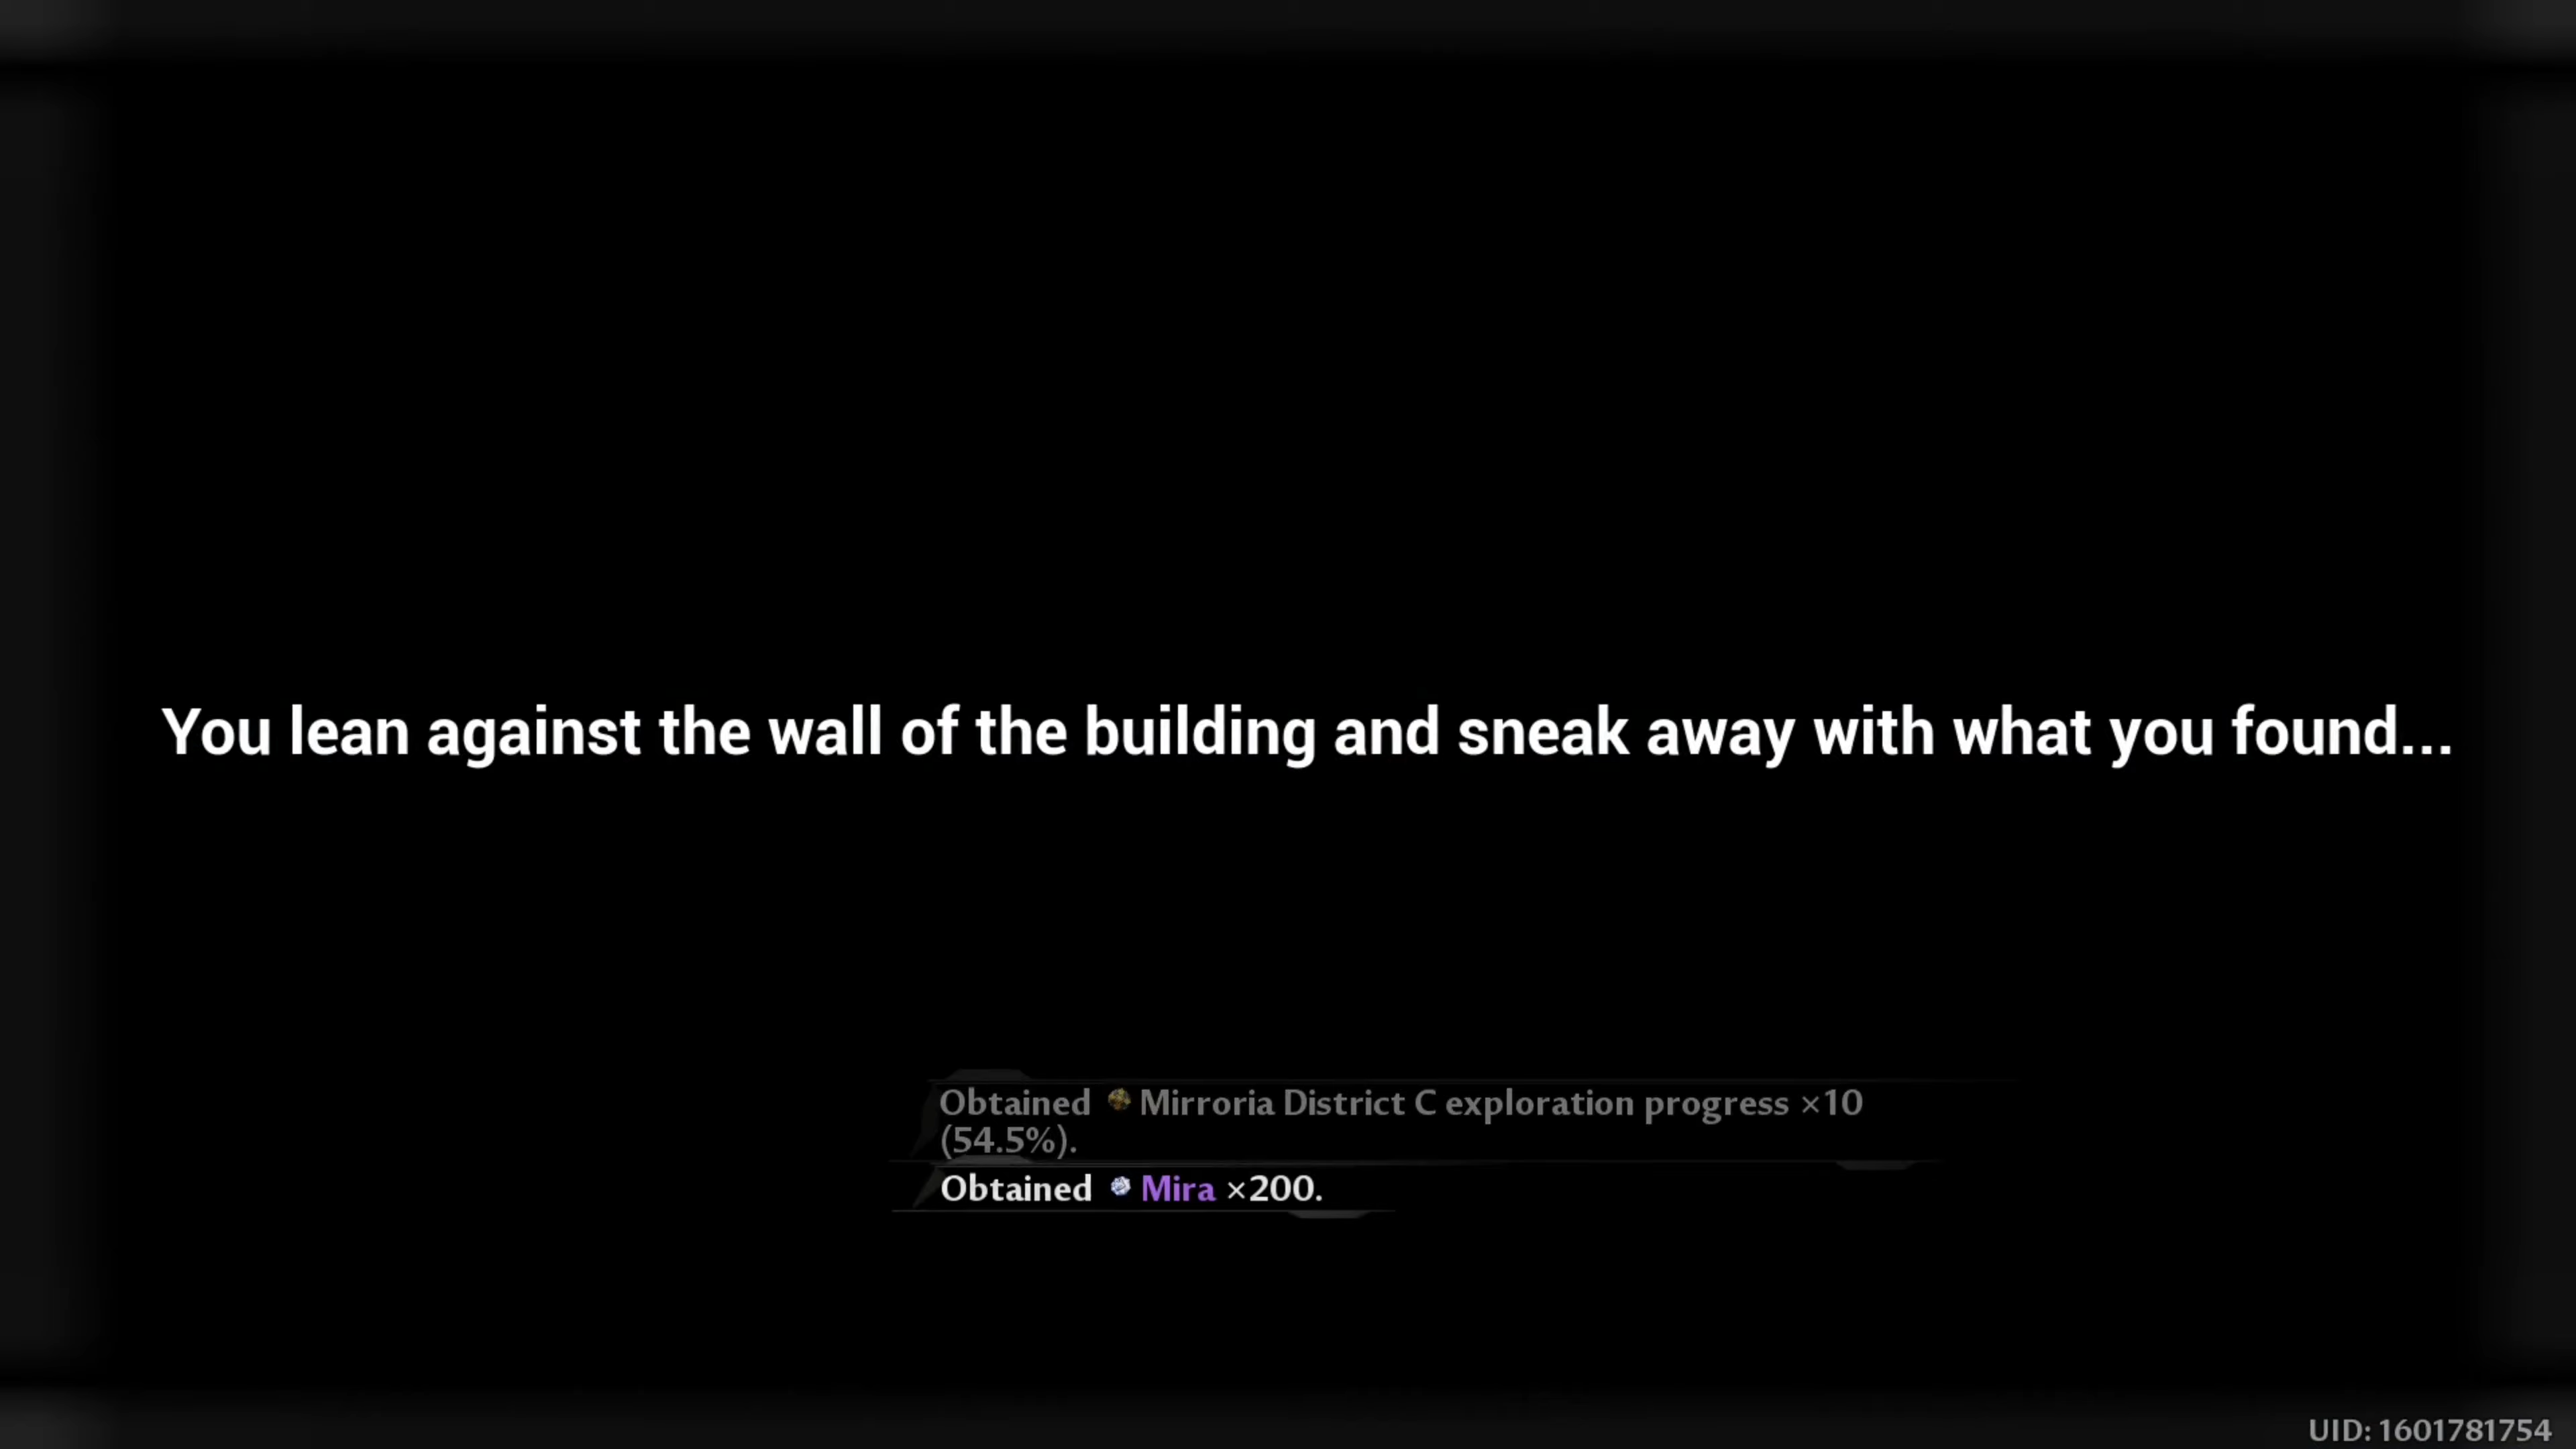 You lean against the wall of the building and sneak away with what you found...
Obtained Mirroria District C exploration progress ×10
(54.5%).
Obtained Mira ×200.
UID: 1601781754